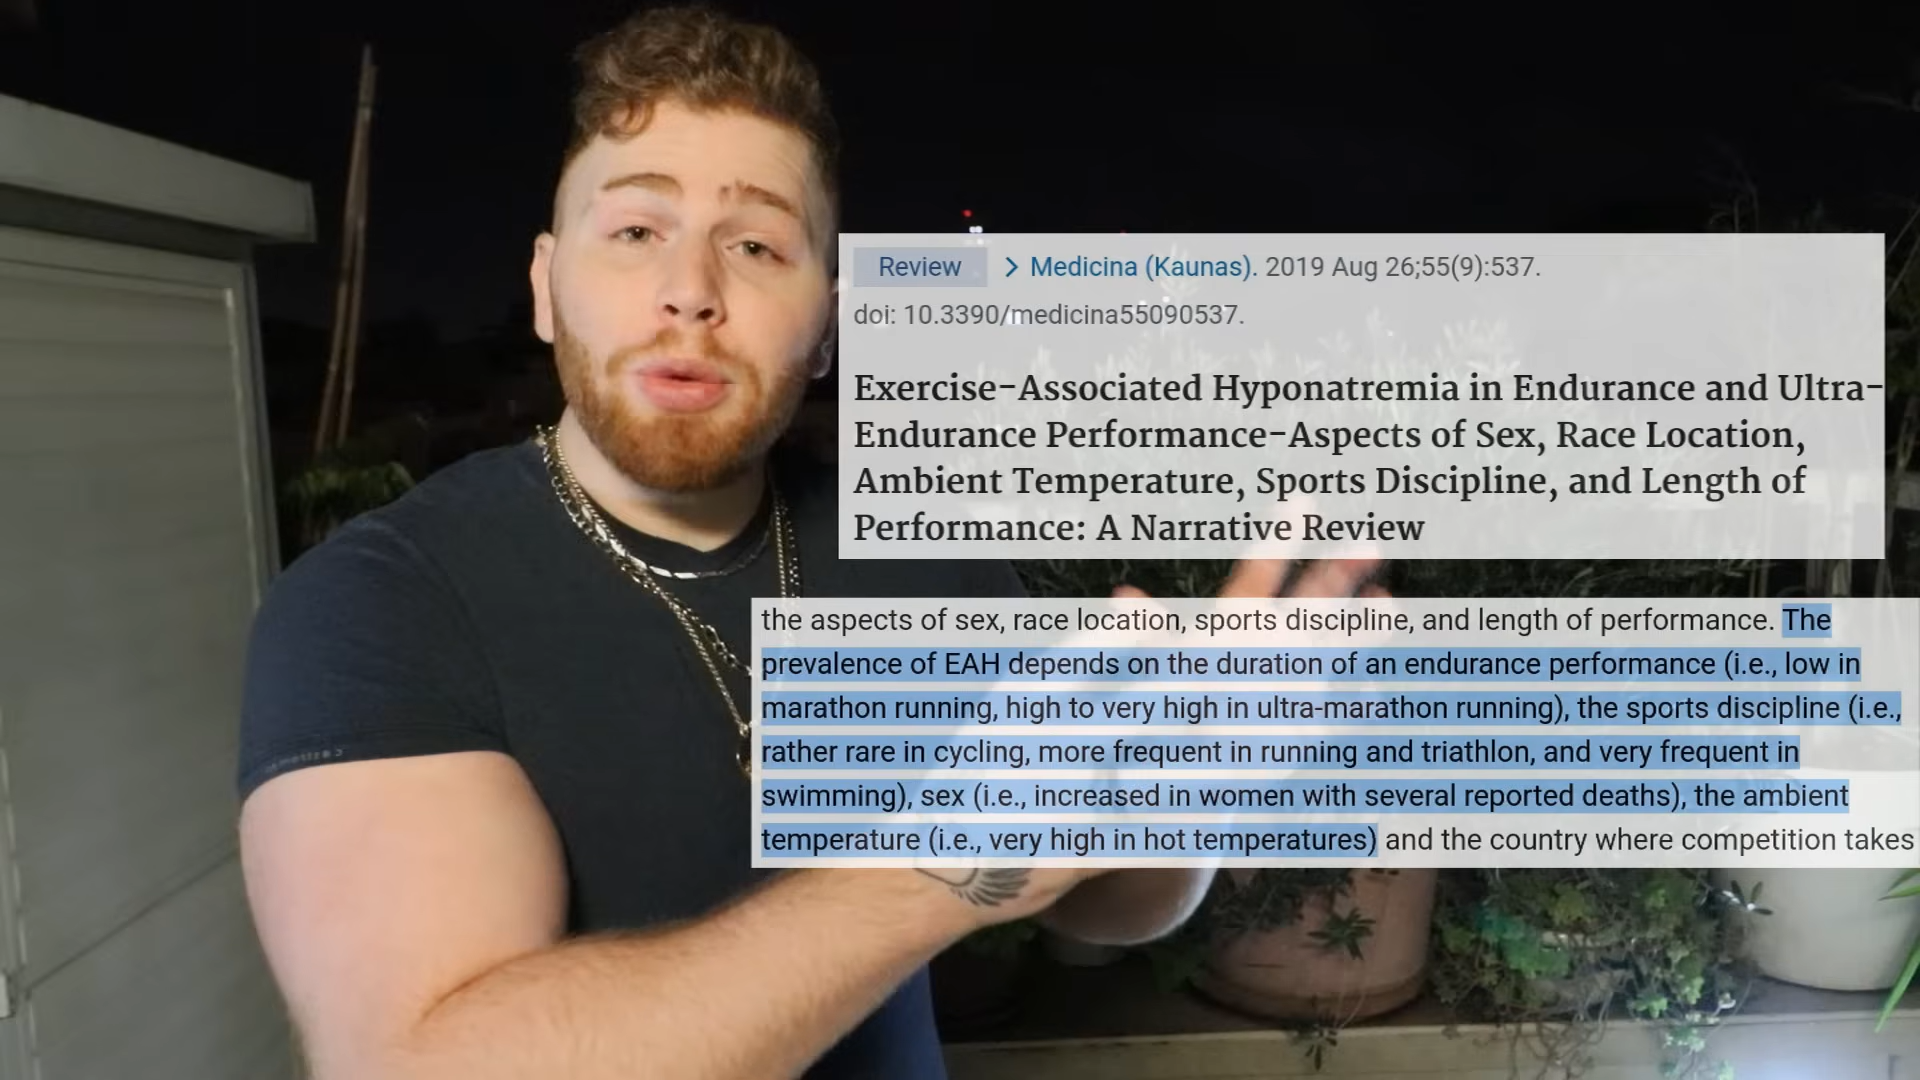 Review > Medicina (Kaunas). 2019 Aug 26;55(9):537.
doi: 10.3390/medicina55090537.
Exercise-Associated Hyponatremia in Endurance and Ultra-
Endurance Performance-Aspects of Sex, Race Location,
Ambient Temperature, Sports Discipline, and Length of
Performance: A Narrative Review
the aspects of sex, race location, sports discipline, and length of performance. The
prevalence of EAH depends on the duration of an endurance performance (i.e., low in
marathon running, high to very high in ultra-marathon running), the sports discipline (i.e.,
rather rare in cycling, more frequent in running and triathlon, and very frequent in
swimming), sex (i.e., increased in women with several reported deaths), the ambient
temperature (i.e., very high in hot temperatures) and the country where competition takes